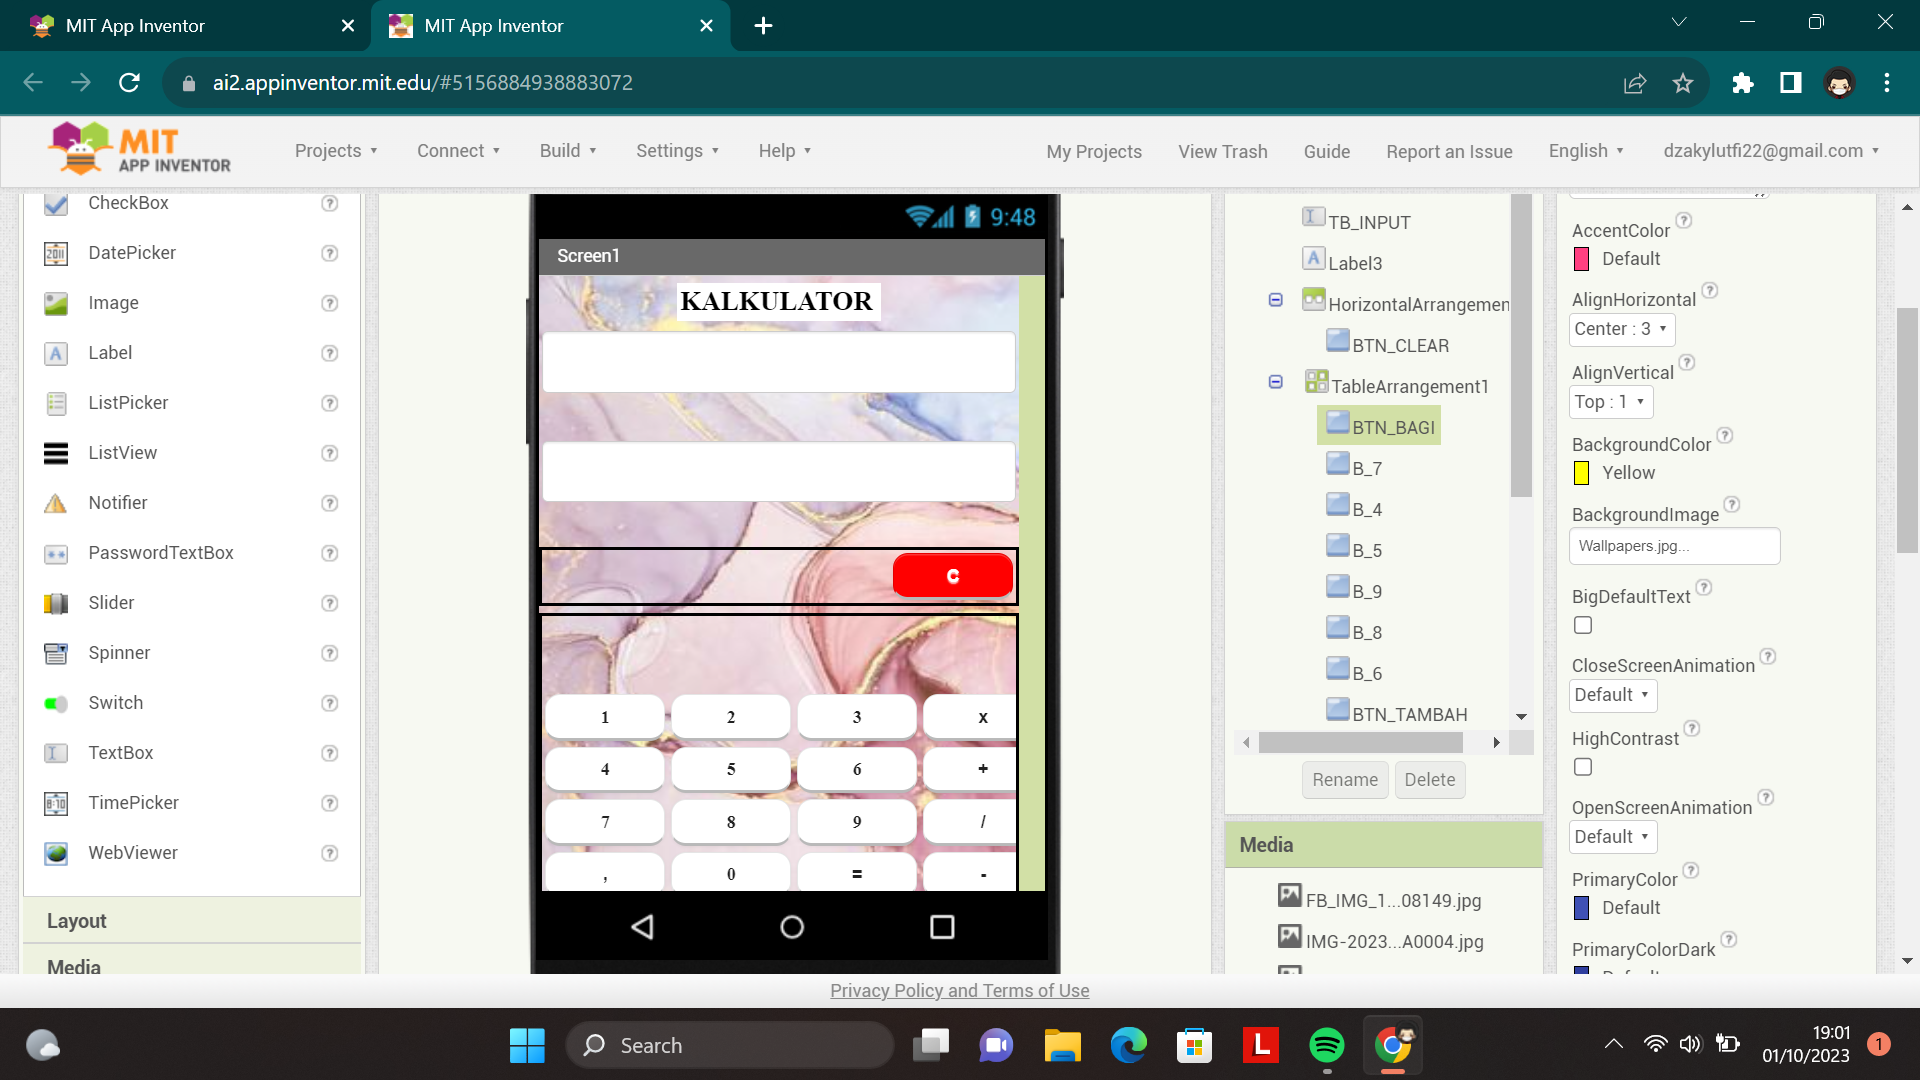 MIT App Inventor
MIT App Inventor
ai2.appinventor.mit.edu/#5156884938883072
MIT
APP INVENTOR
Projects
Connect
Build
Settings
Help
My Projects
View Trash
Guide
Report an Issue
English
dzakylutfi22@gmail.com
CheckBox
DatePicker
Image
Label
ListPicker
ListView
Notifier
PasswordTextBox
Slider
Spinner
Switch
TextBox
TimePicker
WebViewer
Layout
Media
9:48
Screen1
KALKULATOR
C
1 2 3 x
4 5 6 +
7 8 9 /
, 0 = -
TB_INPUT
Label3
HorizontalArrangemen
BTN_CLEAR
TableArrangement1
BTN_BAGI
B_7
B_4
B_5
B_9
B_8
B_6
BTN_TAMBAH
Rename
Delete
Media
FB_IMG_1...08149.jpg
IMG-2023...A0004.jpg
AccentColor
Default
AlignHorizontal
Center : 3
AlignVertical
Top : 1
BackgroundColor
Yellow
BackgroundImage
Wallpapers.jpg...
BigDefaultText
CloseScreenAnimation
Default
HighContrast
OpenScreenAnimation
Default
PrimaryColor
Default
PrimaryColorDark
Privacy Policy and Terms of Use
Search
L
19:01
01/10/2023
1